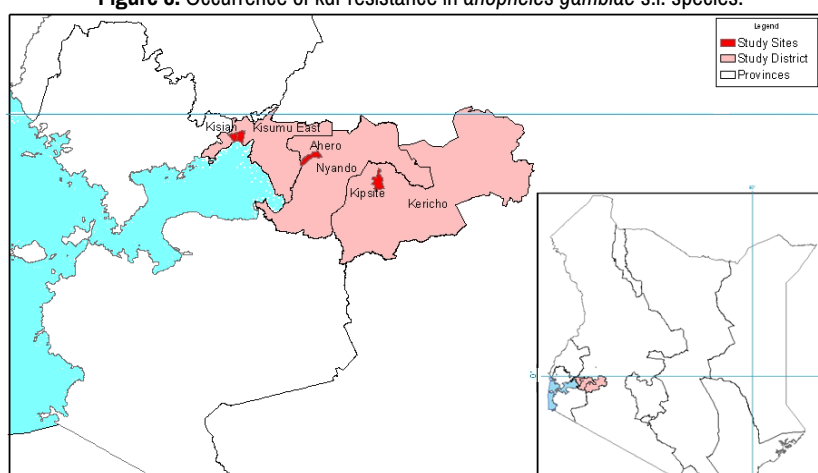 Figure 3. Occurrence of kdr resistance in anopheles gambiae s.l. species.
Legend
Study Sites
Study District
Provinces
Kisian
Kisumu East
Ahero
Nyando
Kipsite
Kericho
0°